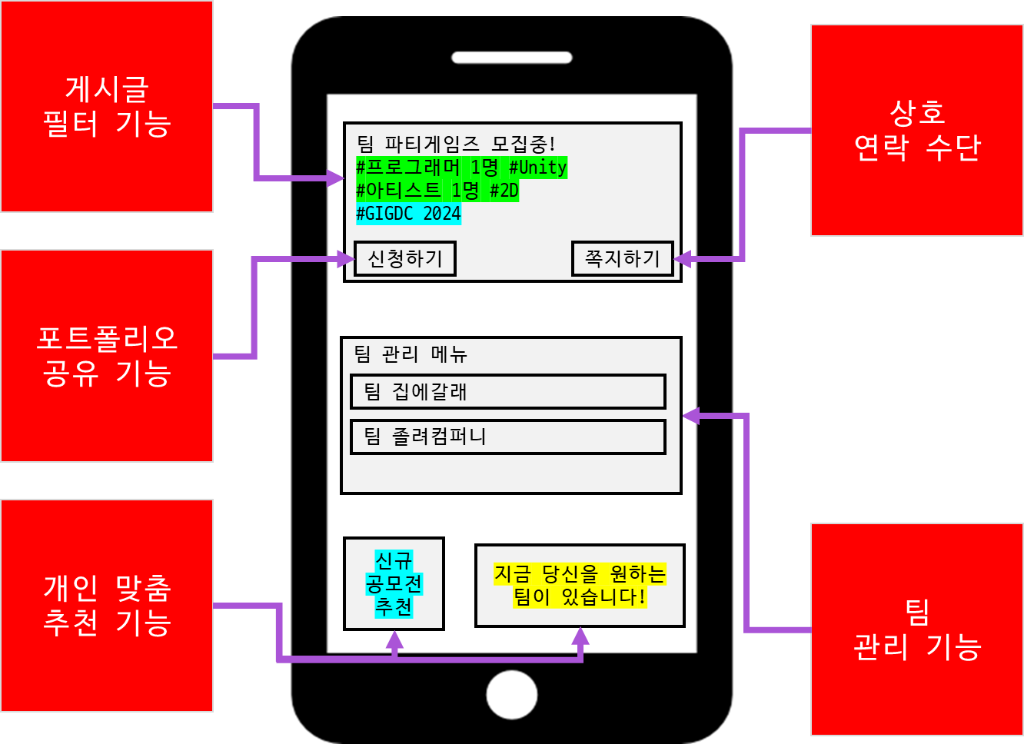 게시글
필터 기능
포트폴리오
공유 기능
개인 맞춤
추천 기능
팀 파티게임즈 모집중!
#프로그래머 1명 #Unity
#아티스트 1명 #2D
#GIGDC 2024
신청하기
쪽지하기
팀 관리 메뉴
팀 집에갈래
팀 졸려컴퍼니
신규
공모전
추천
지금 당신을 원하는
팀이 있습니다!
상호
연락 수단
팀
관리 기능